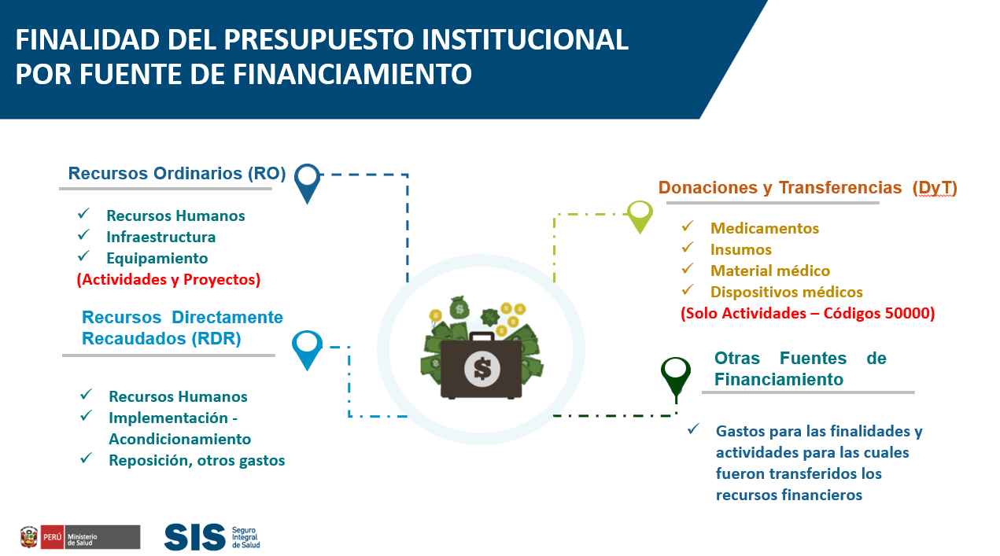 FINALIDAD DEL PRESUPUESTO INSTITUCIONAL
POR FUENTE DE FINANCIAMIENTO
Recursos Ordinarios (RO)
✓ Recursos Humanos
✓ Infraestructura
✓ Equipamiento
(Actividades y Proyectos)
Recursos Directamente
Recaudados (RDR)
✓ Recursos Humanos
✓ Implementación -
Acondicionamiento
✓ Reposición, otros gastos
Donaciones y Transferencias (DyT)
✓ Medicamentos
✓ Insumos
✓ Material médico
✓ Dispositivos médicos
(Solo Actividades – Códigos 50000)
Otras Fuentes de
Financiamiento
✓ Gastos para las finalidades y
actividades para las cuales
fueron transferidos los
recursos financieros
$
PERÚ
Ministerio
de Salud
SIS
Seguro
Integral
de Salud